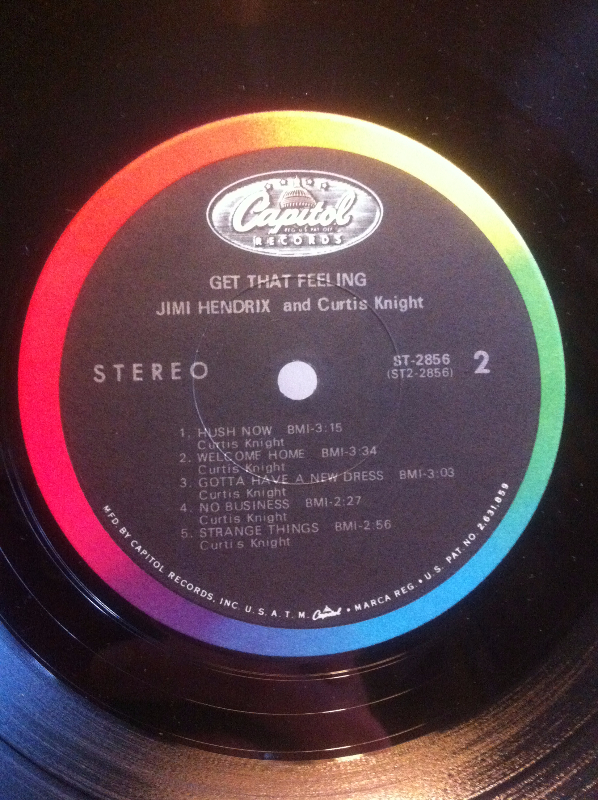 Capitol
REG. U.S. PAT. OFF.
RECORDS
GET THAT FEELING
JIMI HENDRIX and Curtis Knight
STEREO
ST-2856
(ST2-2856)
2
1. HUSH NOW BMI-3:15
Curtis Knight
2. WELCOME HOME BMI-3:34
Curtis Knight
3. GOTTA HAVE A NEW DRESS BMI-3:03
Curtis Knight
4. NO BUSINESS BMI-2:27
Curtis Knight
5. STRANGE THINGS BMI-2:56
Curtis Knight
MFD. BY CAPITOL RECORDS, INC. U.S.A. T.M. Capitol • MARCA REG. • U.S. PAT. NO. 2,631,859